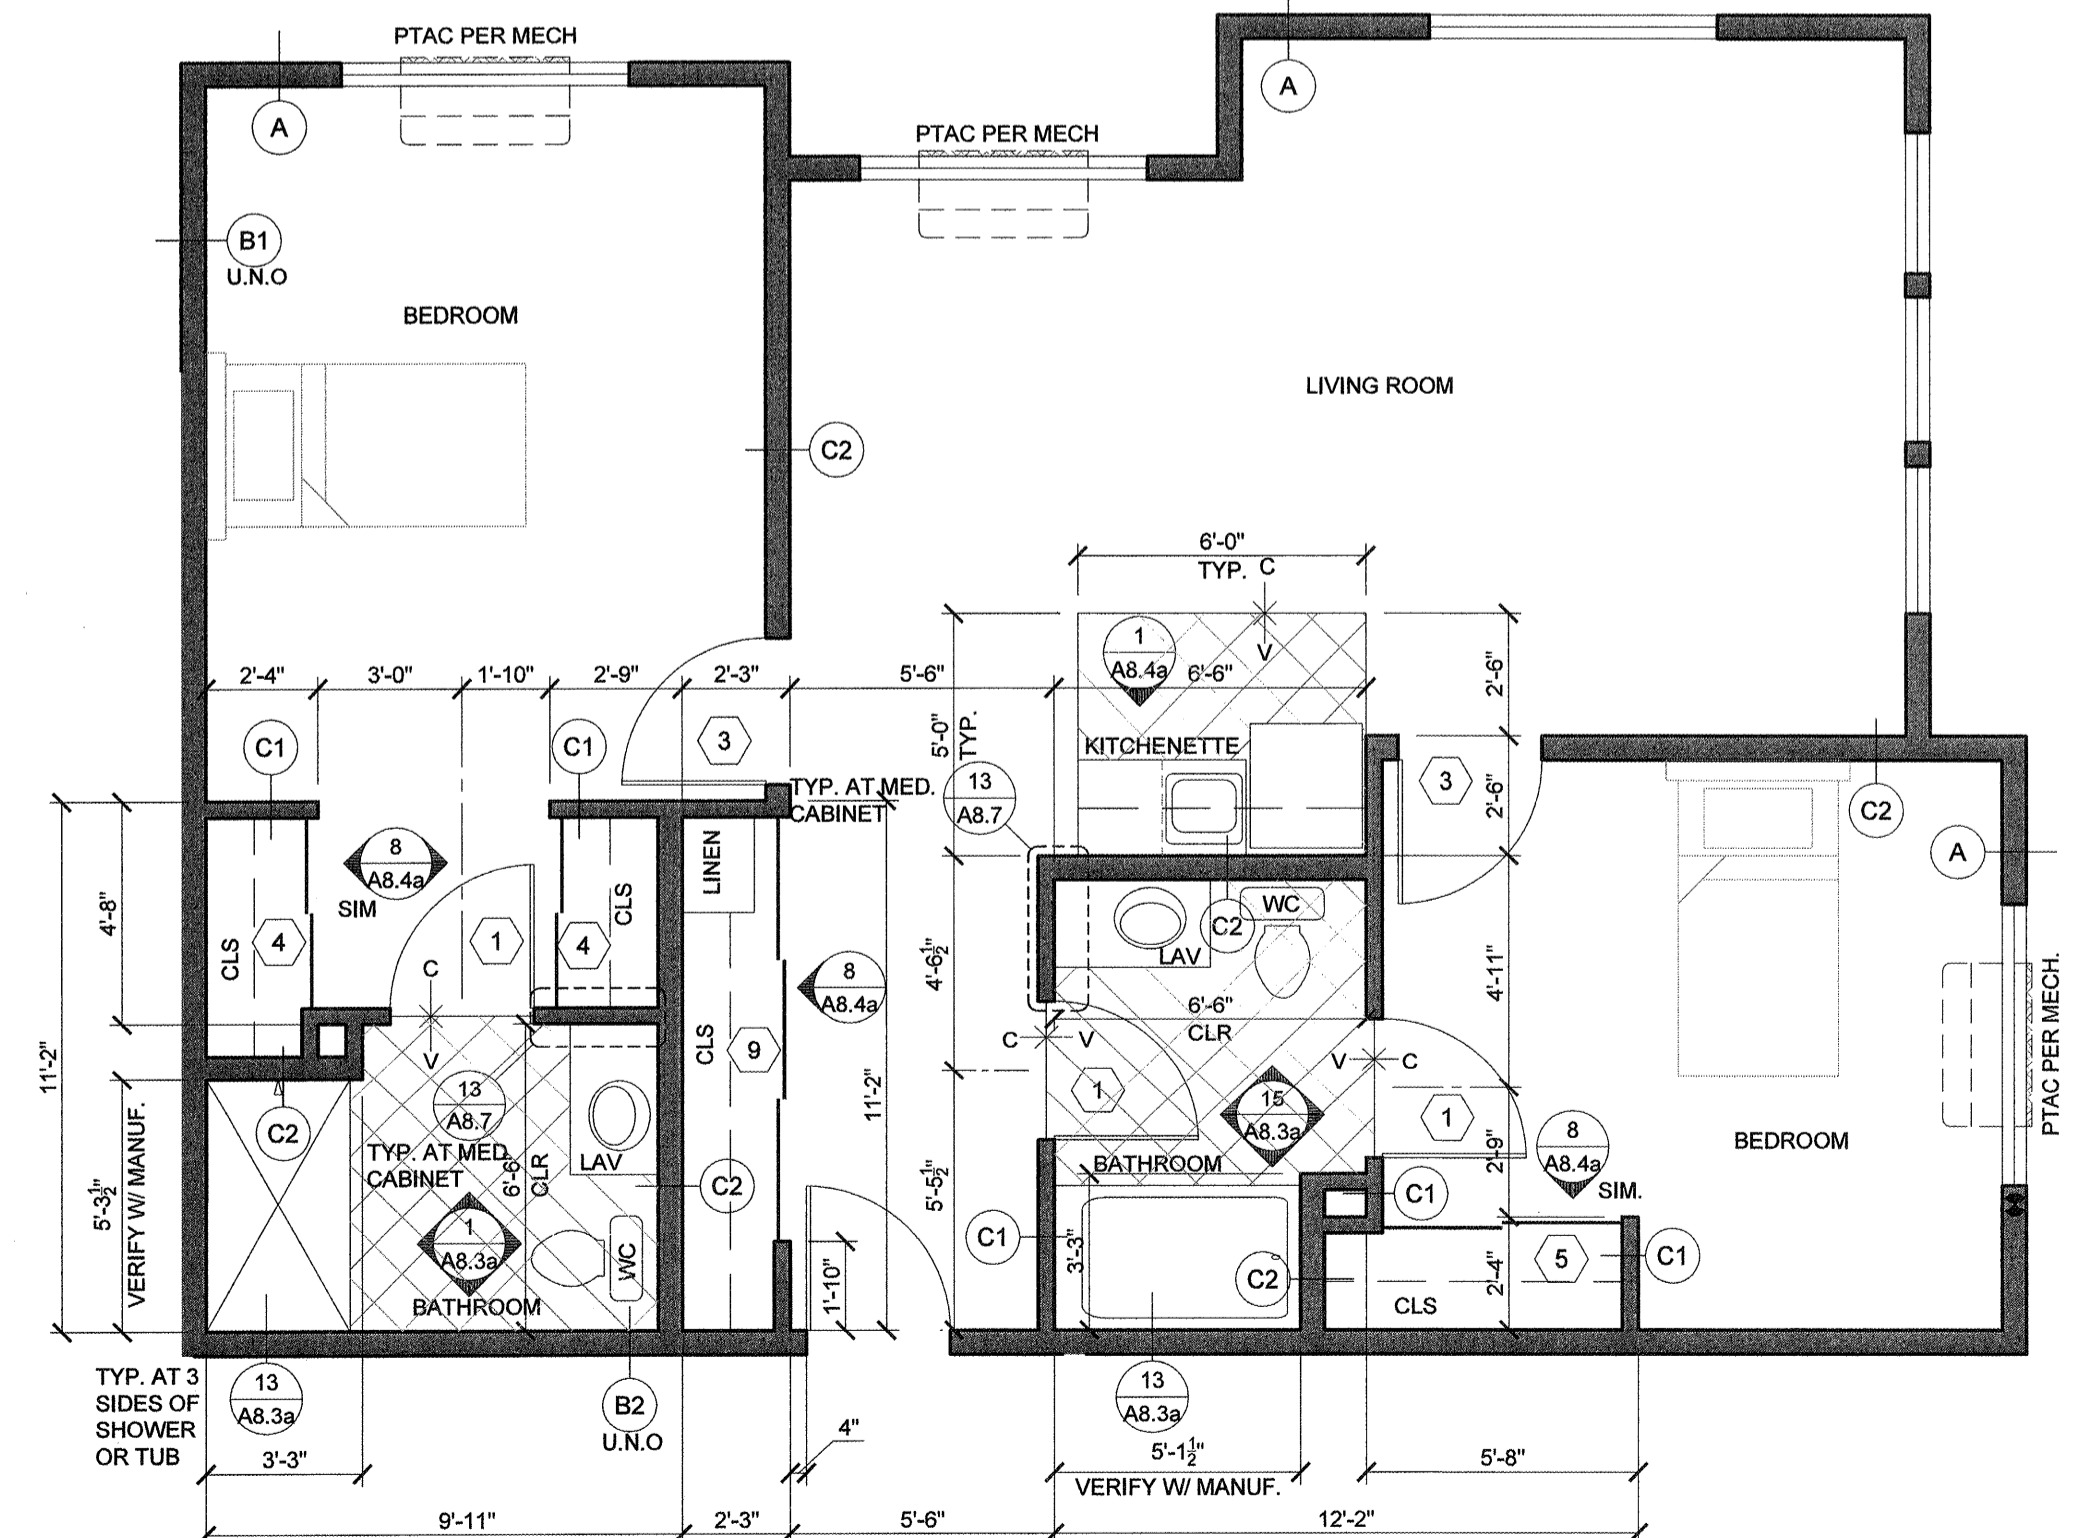 PTAC PER MECH
A
A
PTAC PER MECH
B1
U.N.O
BEDROOM
LIVING ROOM
C2
6'-0"
TYP.
C
1
A8.4a
V
2'-4"
3'-0"
1'-10"
2'-9"
2'-3"
5'-6"
6'-6"
2'-6"
C1
C1
3
5'-0"
TYP.
KITCHENETTE
3
2'-6"
TYP. AT MED.
CABINET
13
A8.7
C2
A
8
A8.4a
SIM
LINEN
4'-8"
CLS
4
1
4
CLS
C
V
8
A8.4a
CLS
9
11'-2"
11'-2"
4'-6½"
LAV
C2
WC
4'-11"
6'-6"
CLR
C
V
V
C
PTAC PER MECH.
13
A8.7
C2
TYP. AT MED.
CABINET
6'-6"
CLR
LAV
C2
1
15
A8.3a
1
BEDROOM
BATHROOM
8
A8.4a
SIM.
2'-9"
5'-3½"
VERIFY W/ MANUF.
1
A8.3a
WC
BATHROOM
1'-10"
5'-5½"
C1
3'-3"
C2
C1
5
C1
2'-4"
CLS
TYP. AT 3
SIDES OF
SHOWER
OR TUB
13
A8.3a
B2
U.N.O
13
A8.3a
4"
3'-3"
5'-1½"
VERIFY W/ MANUF.
5'-8"
9'-11"
2'-3"
5'-6"
12'-2"